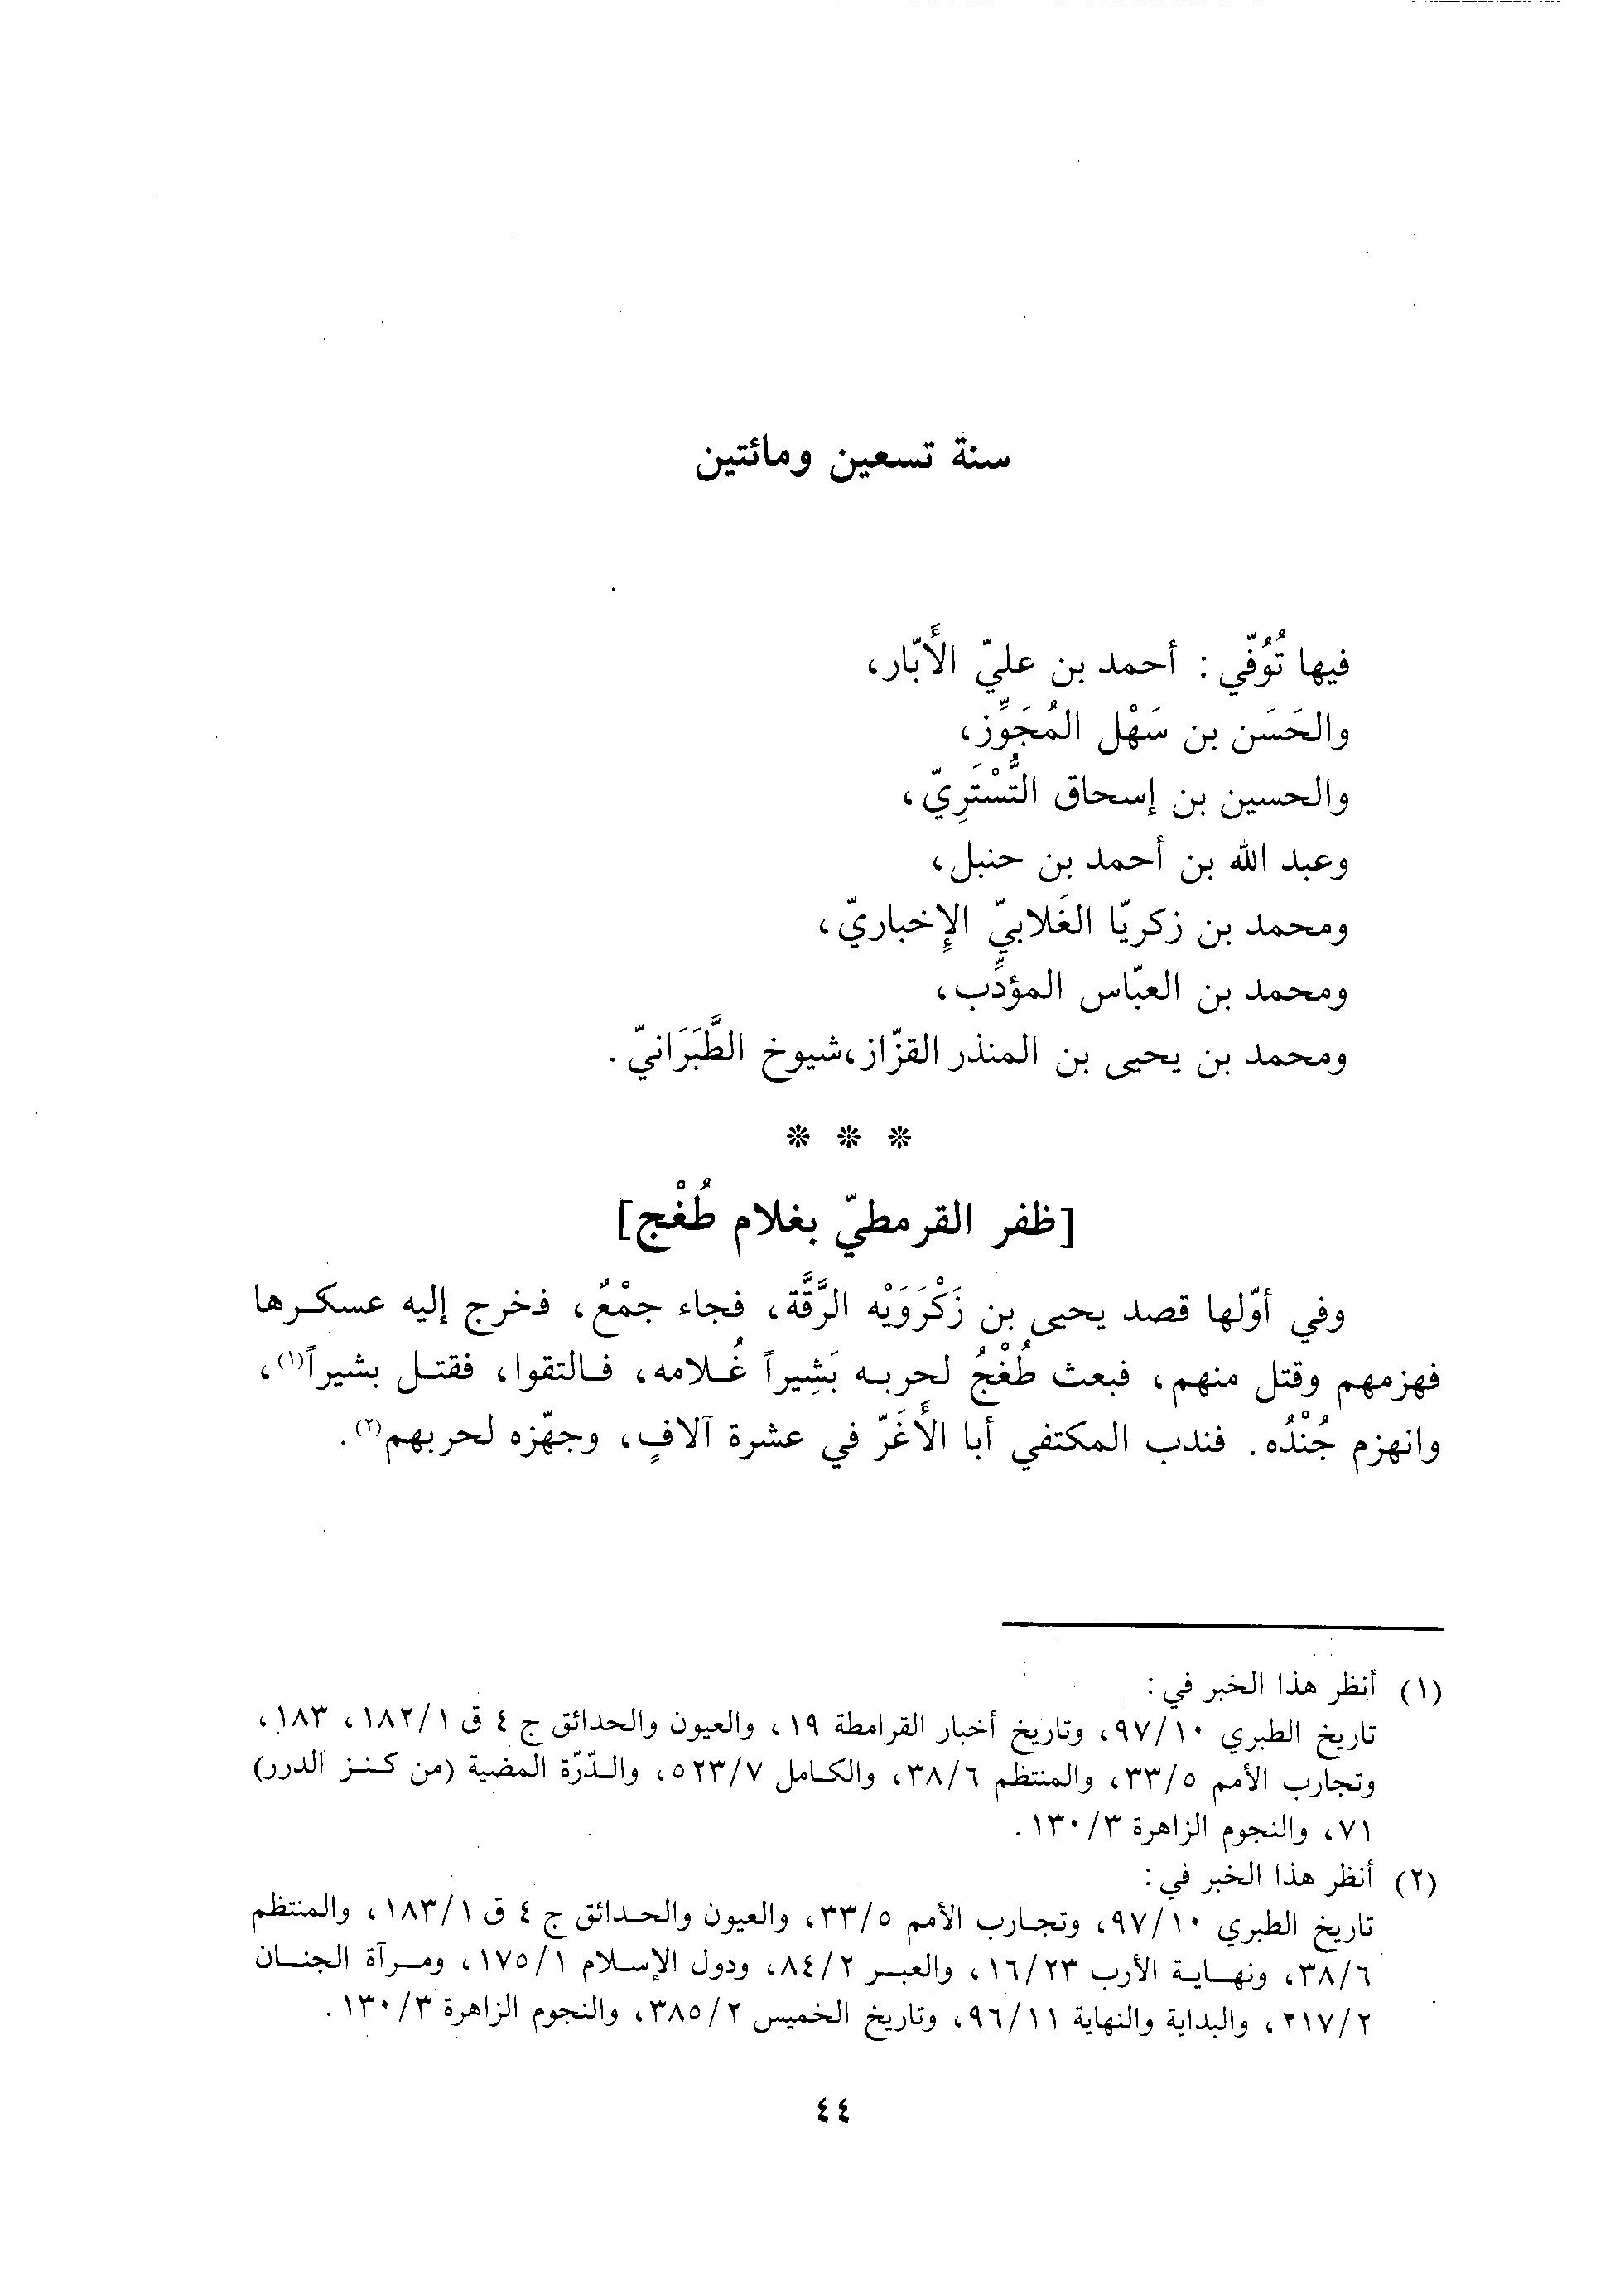 سنة تسعين ومائتين
فيها تُوُفّي : أحمد بن عليّ الأَبّار،
والحَسَن بن سَهْل المُجَوِّز،
والحسين بن إسحاق التُّسْتَرِيّ،
وعبد الله بن أحمد بن حنبل،
ومحمد بن زكريّا الغَلابيّ الإخباريّ،
ومحمد بن العبّاس المؤدِّب،
ومحمد بن يحيى بن المنذر القزّاز،شيوخ الطَّبَرَانيّ.
* * *
[ظفر القرمطيّ بغلام طُغْج]
وفي أوّلها قصد يحيى بن زَكْرَوَيْه الرَّقَّة، فجاء جمْعٌ، فخرج إليه عسكرها
فهزمهم وقتل منهم، فبعث طُغْجُ لحربه بَشِيراً غُلامه، فالتقوا، فقتل بشيراً(١)،
وانهزم جُنْدُه. فندب المكتفي أبا الأَغَرّ في عشرة آلافٍ، وجهّزه لحربهم(٢).
(١) أنظر هذا الخبر في:
تاريخ الطبري ٩٧/١٠، وتاريخ أخبار القرامطة ١٩، والعيون والحدائق ج ٤ ق ١٨٢/١، ١٨٣،
وتجارب الأمم ٣٣/٥، والمنتظم ٣٨/٦، والكامل ٥٢٣/٧، والدّرّة المضية (من كنز الدرر)
٧١، والنجوم الزاهرة ١٣٠/٣.
(٢) أنظر هذا الخبر في:
تاريخ الطبري ٩٧/١٠، وتجارب الأمم ٣٣/٥، والعيون والحدائق ج ٤ ق ١٨٣/١، والمنتظم
٣٨/٦، ونهاية الأرب ١٦/٢٣، والعبر ٨٤/٢، ودول الإسلام ١٧٥/١، ومرآة الجنان
٢١٧/٢، والبداية والنهاية ٩٦/١١، وتاريخ الخميس ٣٨٥/٢، والنجوم الزاهرة ١٣٠/٣.
٤٤